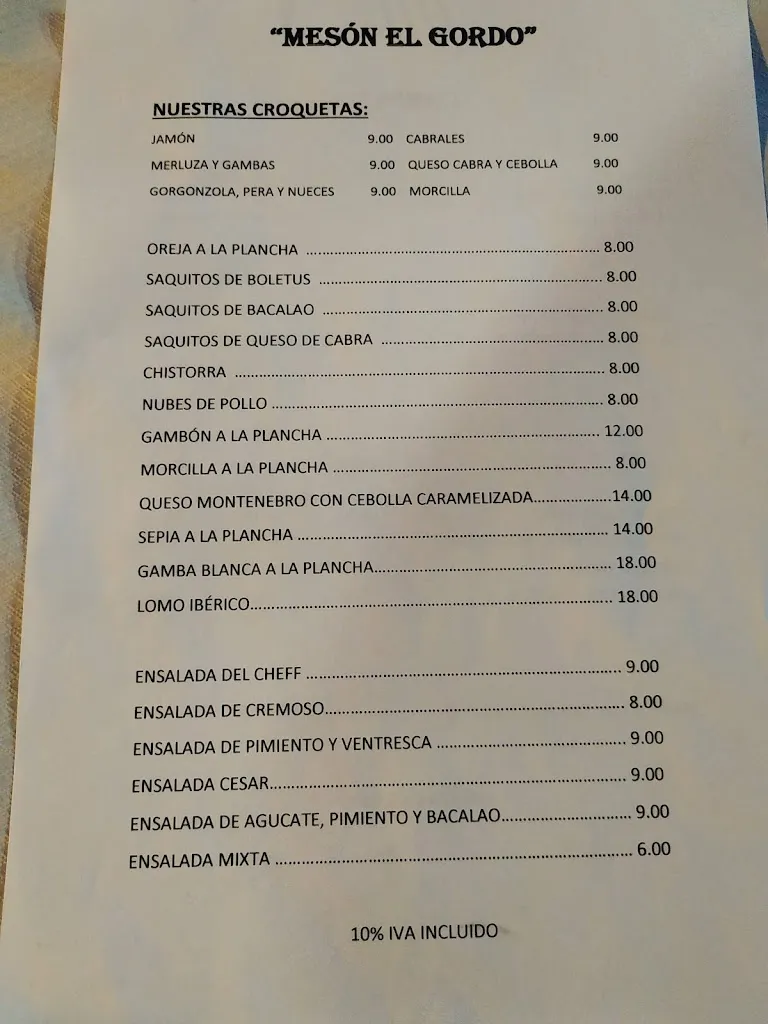 “MESÓN EL GORDO”
NUESTRAS CROQUETAS:
JAMÓN 9.00 CABRALES 9.00
MERLUZA Y GAMBAS 9.00 QUESO CABRA Y CEBOLLA 9.00
GORGONZOLA, PERA Y NUECES 9.00 MORCILLA 9.00
OREJA A LA PLANCHA ........ 8.00
SAQUITOS DE BOLETUS ........ 8.00
SAQUITOS DE BACALAO ........ 8.00
SAQUITOS DE QUESO DE CABRA ........ 8.00
CHISTORRA ........ 8.00
NUBES DE POLLO ........ 8.00
GAMBÓN A LA PLANCHA ........ 12.00
MORCILLA A LA PLANCHA ........ 8.00
QUESO MONTENEBRO CON CEBOLLA CARAMELIZADA........14.00
SEPIA A LA PLANCHA ........ 14.00
GAMBA BLANCA A LA PLANCHA........ 18.00
LOMO IBÉRICO........ 18.00
ENSALADA DEL CHEFF ........ 9.00
ENSALADA DE CREMOSO........ 8.00
ENSALADA DE PIMIENTO Y VENTRESCA ........ 9.00
ENSALADA CESAR........ 9.00
ENSALADA DE AGUCATE, PIMIENTO Y BACALAO........ 9.00
ENSALADA MIXTA ........ 6.00
10% IVA INCLUIDO